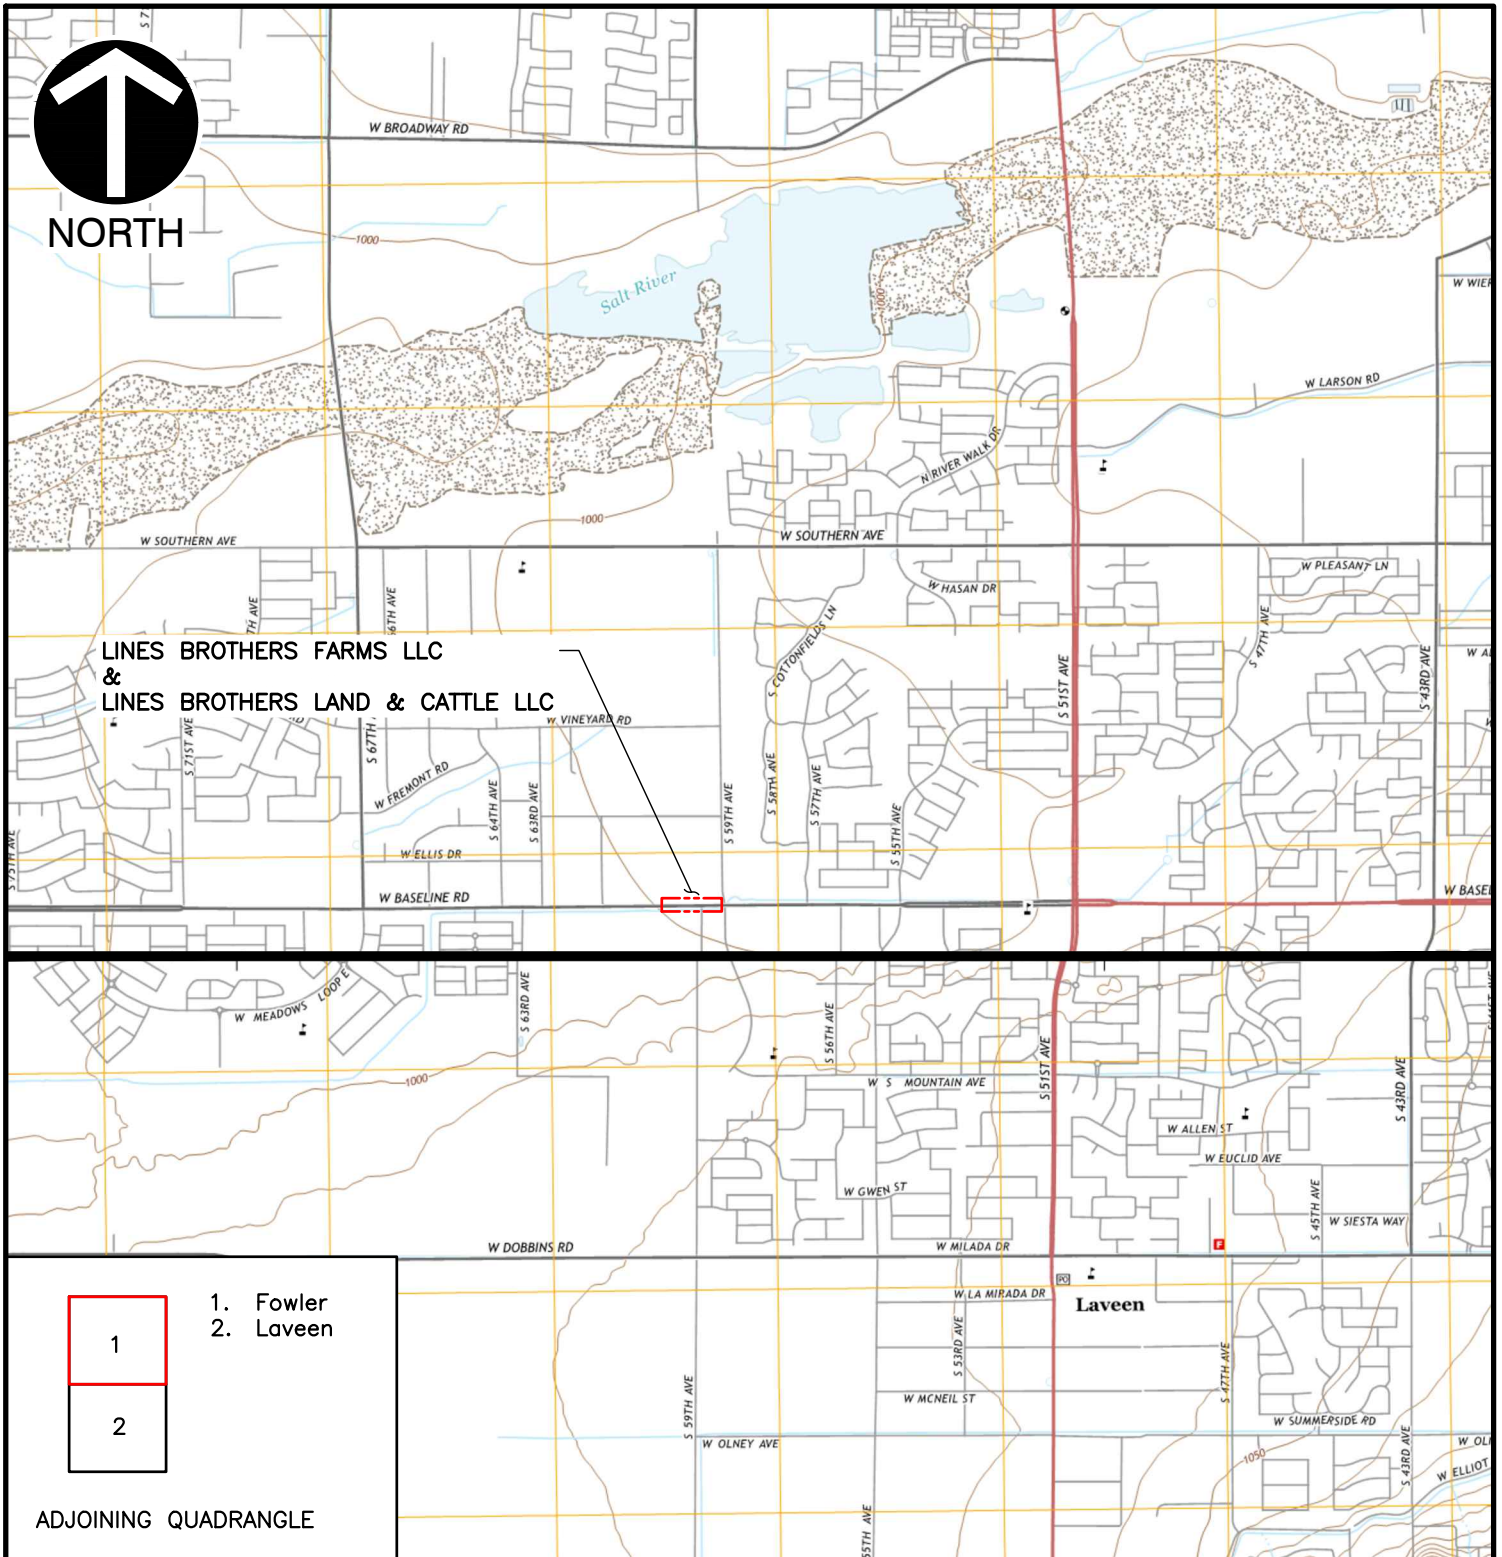 W BROADWAY RD
NORTH
1000
Salt River
1000
W LARSON RD
N RIVER WALK DR
1000
W SOUTHERN AVE
W SOUTHERN AVE
W PLEASANT LN
W HASAN DR
S COTTONFIELDS LN
S 47TH AVE
LINES BROTHERS FARMS LLC
&
LINES BROTHERS LAND & CATTLE LLC
S 51ST AVE
S 43RD AVE
W VINEYARD RD
S 71ST AVE
S 67TH
W FREMONT RD
S 64TH AVE
S 63RD AVE
S 59TH AVE
S 58TH AVE
S 57TH AVE
S 55TH AVE
S 75TH AVE
W ELLIS DR
W BASELINE RD
W BASEL
W MEADOWS LOOP E
S 63RD AVE
S 56TH AVE
S 51ST AVE
S 43RD AVE
1000
W S MOUNTAIN AVE
W ALLEN ST
W EUCLID AVE
W GWEN ST
S 45TH AVE
W SIESTA WAY
W DOBBINS RD
W MILADA DR
F
PO
W LA MIRADA DR
Laveen
1. Fowler
2. Laveen
1
2
S 53RD AVE
S 47TH AVE
S 59TH AVE
W MCNEIL ST
W SUMMERSIDE RD
W OLNEY AVE
S 43RD AVE
W OL
1050
W ELLIOT
55TH AVE
ADJOINING QUADRANGLE